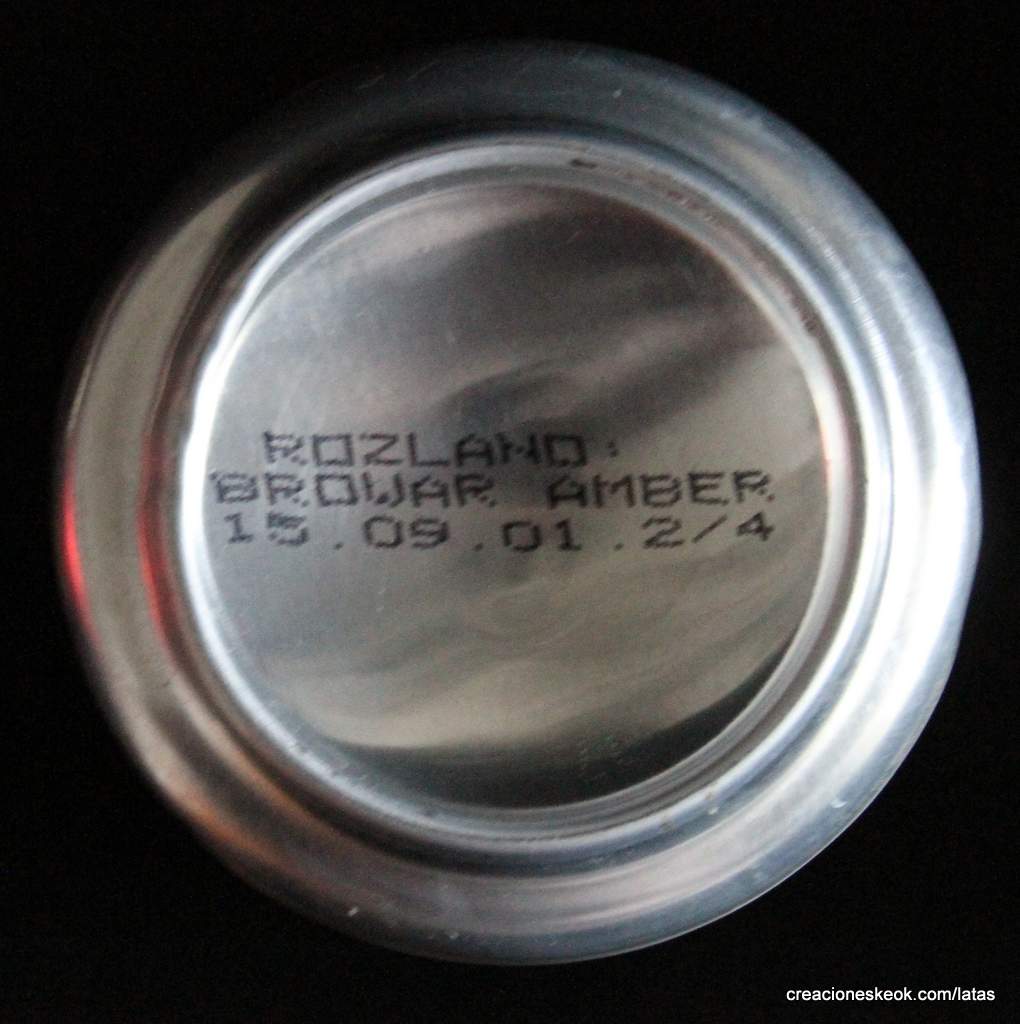 ROZLANO:
BROWAR AMBER
15.09.01.2/4
creacioneskeok.com/latas